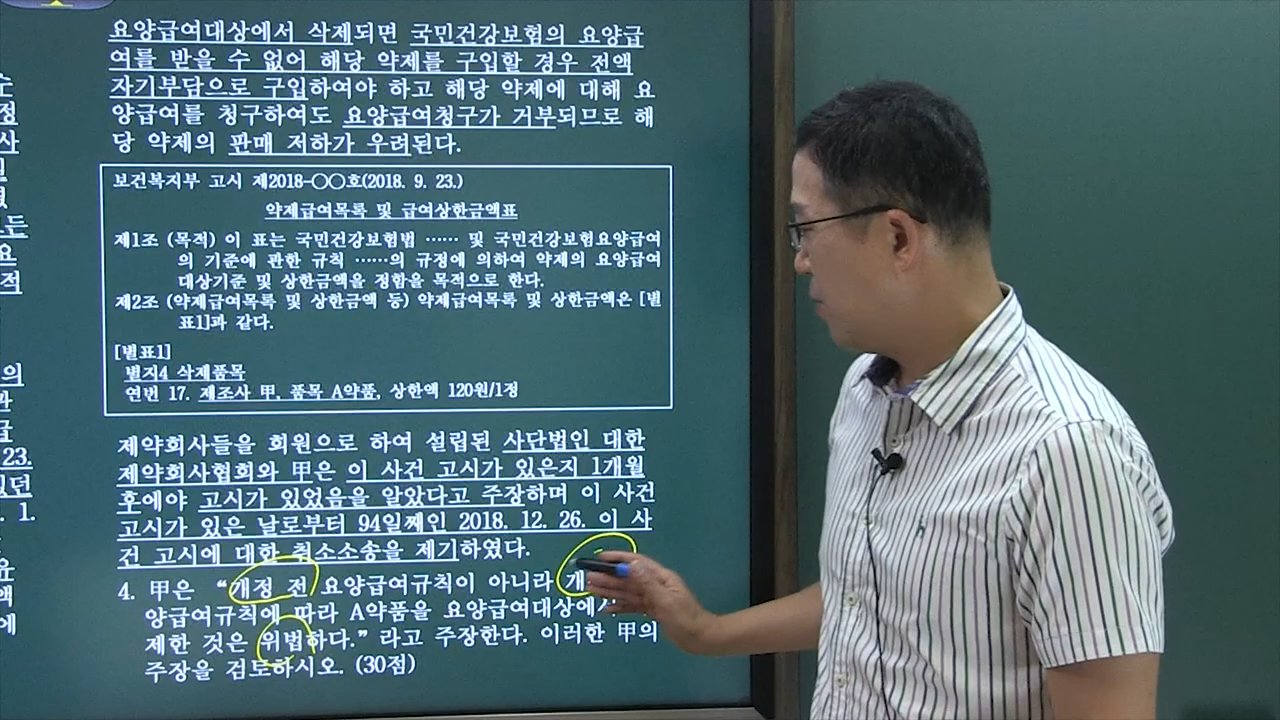 요양급여대상에서 삭제되면 국민건강보험의 요양급
여를 받을 수 없어 해당 약제를 구입할 경우 전액
자기부담으로 구입하여야 하고 해당 약제에 대해 요
양급여를 청구하여도 요양급여청구가 거부되므로 해
당 약제의 판매 저하가 우려된다.
보건복지부 고시 제2018-○○호(2018. 9. 23.)
약제급여목록 및 급여상한금액표
제1조 (목적) 이 표는 국민건강보험법 …… 및 국민건강보험요양급여
의 기준에 관한 규칙 ……의 규정에 의하여 약제의 요양급여
대상기준 및 상한금액을 정함을 목적으로 한다.
제2조 (약제급여목록 및 상한금액 등) 약제급여목록 및 상한금액은 [별
표1]과 같다.
[별표1]
별지4 삭제품목
연번 17. 제조사 甲, 품목 A약품, 상한액 120원/1정
제약회사들을 회원으로 하여 설립된 사단법인 대한
제약회사협회와 甲은 이 사건 고시가 있은지 1개월
후에야 고시가 있었음을 알았다고 주장하며 이 사건
고시가 있은 날로부터 94일째인 2018. 12. 26. 이 사
건 고시에 대한 취소소송을 제기하였다.
4. 甲은 “개정 전 요양급여규칙이 아니라 개
양급여규칙에 따라 A약품을 요양급여대상에서
제한 것은 위법하다.” 라고 주장한다. 이러한 甲의
주장을 검토하시오. (30점)
정
사
일
요
적
의
급
23.
있던
. 1.
액
에